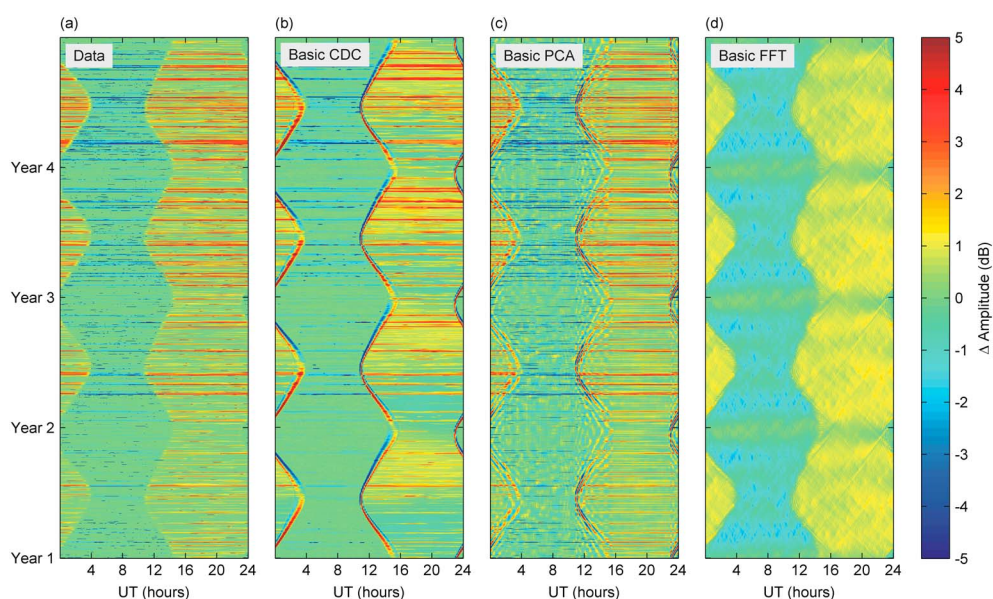 (a) (b) (c) (d)
Data Basic CDC Basic PCA Basic FFT
5
4
3
2
1
0
-1
-2
-3
-4
-5
Δ Amplitude (dB)
Year 4
Year 3
Year 2
Year 1
4 8 12 16 20 24 4 8 12 16 20 24 4 8 12 16 20 24 4 8 12 16 20 24
UT (hours) UT (hours) UT (hours) UT (hours)